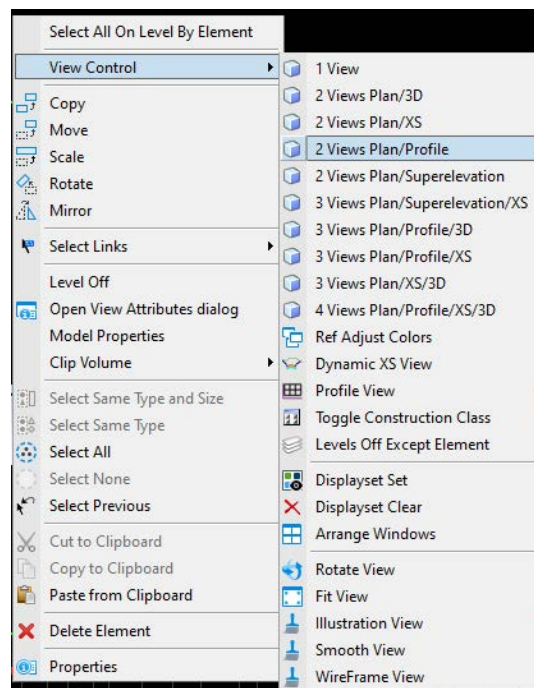 Select All On Level By Element
View Control
Copy
Move
Scale
Rotate
Mirror
Select Links
Level Off
Open View Attributes dialog
Model Properties
Clip Volume
Select Same Type and Size
Select Same Type
Select All
Select None
Select Previous
Cut to Clipboard
Copy to Clipboard
Paste from Clipboard
Delete Element
Properties
1 View
2 Views Plan/3D
2 Views Plan/XS
2 Views Plan/Profile
2 Views Plan/Superelevation
3 Views Plan/Superelevation/XS
3 Views Plan/Profile/3D
3 Views Plan/Profile/XS
3 Views Plan/XS/3D
4 Views Plan/Profile/XS/3D
Ref Adjust Colors
Dynamic XS View
Profile View
Toggle Construction Class
Levels Off Except Element
Displayset Set
Displayset Clear
Arrange Windows
Rotate View
Fit View
Illustration View
Smooth View
WireFrame View